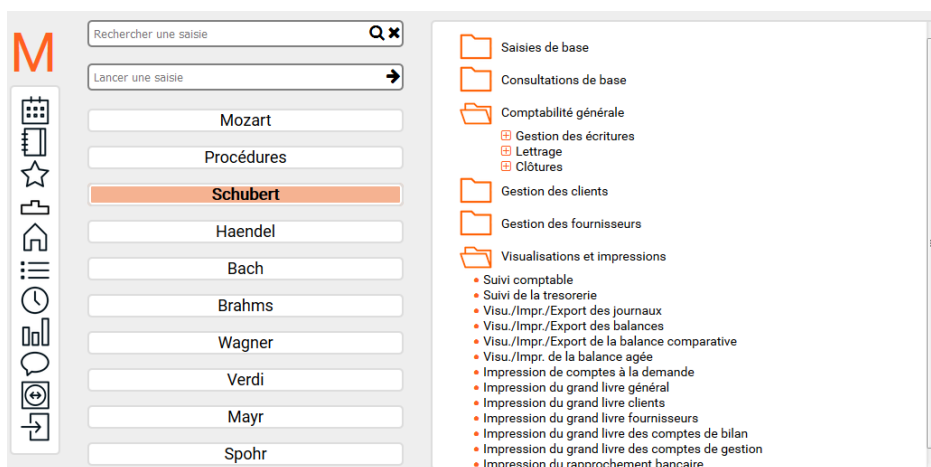 M
Rechercher une saisie
Lancer une saisie
Mozart
Procédures
Schubert
Haendel
Bach
Brahms
Wagner
Verdi
Mayr
Spohr
Saisies de base
Consultations de base
Comptabilité générale
Gestion des écritures
Lettrage
Clôtures
Gestion des clients
Gestion des fournisseurs
Visualisations et impressions
Suivi comptable
Suivi de la tresorerie
Visu./Impr./Export des journaux
Visu./Impr./Export des balances
Visu./Impr./Export de la balance comparative
Visu./Impr. de la balance agée
Impression de comptes à la demande
Impression du grand livre général
Impression du grand livre clients
Impression du grand livre fournisseurs
Impression du grand livre des comptes de bilan
Impression du grand livre des comptes de gestion
Impression du rapprochement bancaire